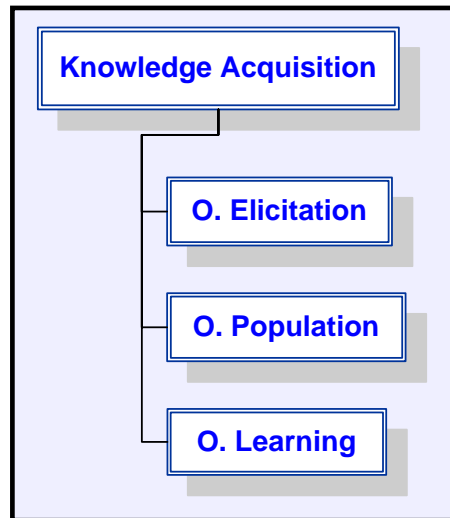 Knowledge Acquisition
O. Elicitation
O. Population
O. Learning